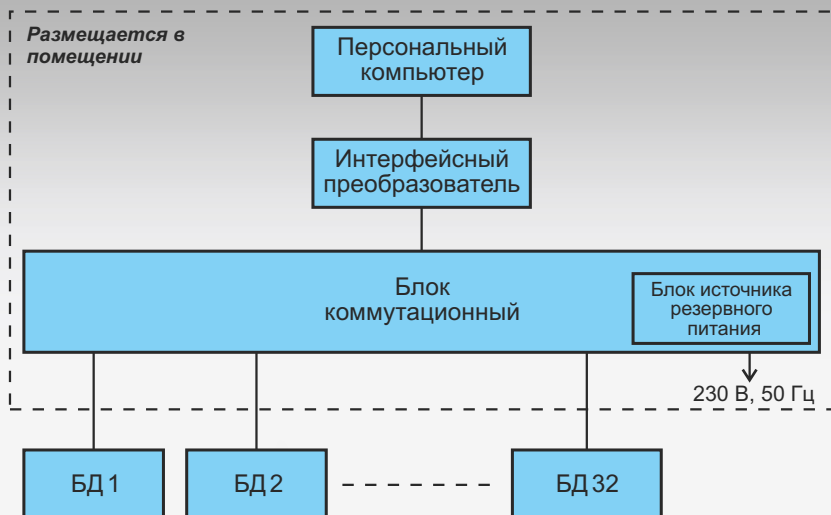 Размещается в
помещении
Персональный
компьютер
Интерфейсный
преобразователь
Блок
коммутационный
Блок источника
резервного
питания
230 В, 50 Гц
БД 1
БД 2
БД 32